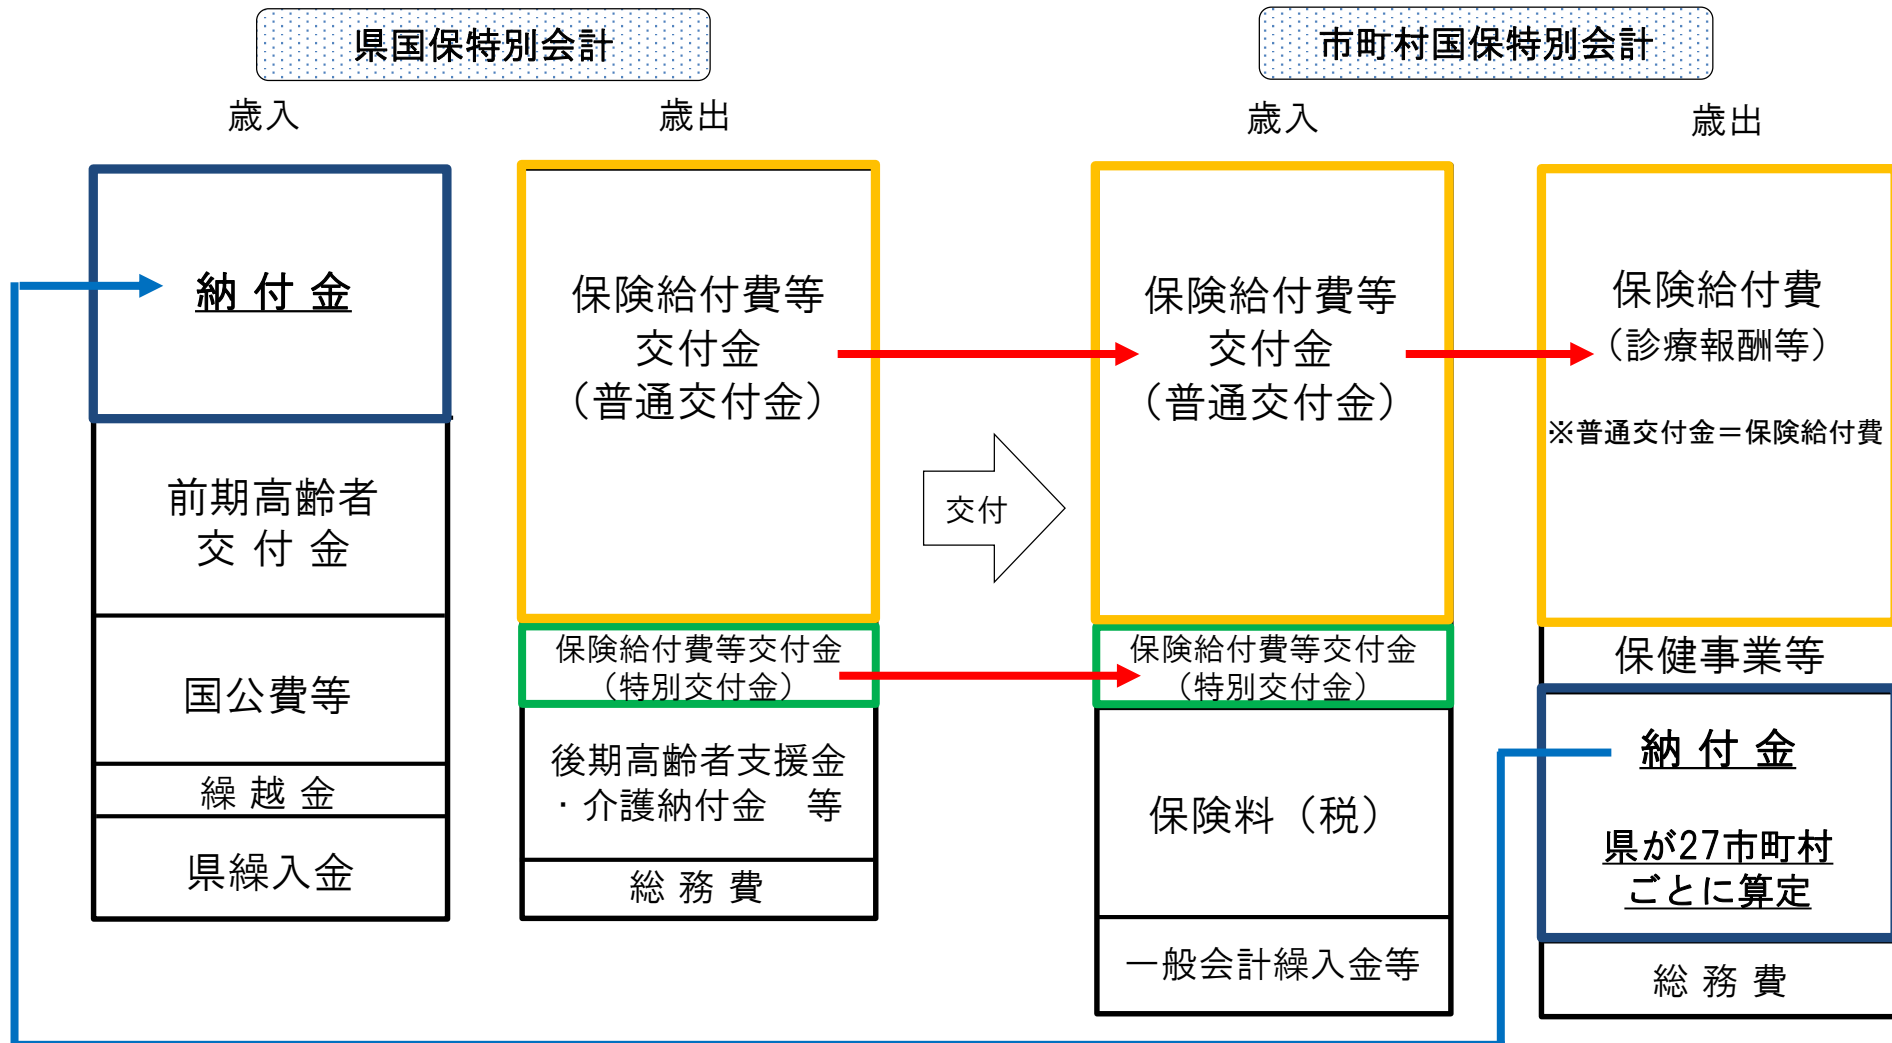 県国保特別会計
歳入
納付金
前期高齢者
交付金
国公費等
繰越金
県繰入金
歳出
保険給付費等
交付金
（普通交付金）
保険給付費等交付金
（特別交付金）
後期高齢者支援金
・介護納付金　等
総務費
交付
市町村国保特別会計
歳入
保険給付費等
交付金
（普通交付金）
保険給付費等交付金
（特別交付金）
保険料（税）
一般会計繰入金等
歳出
保険給付費
（診療報酬等）
※普通交付金＝保険給付費
保健事業等
納付金
県が27市町村
ごとに算定
総務費